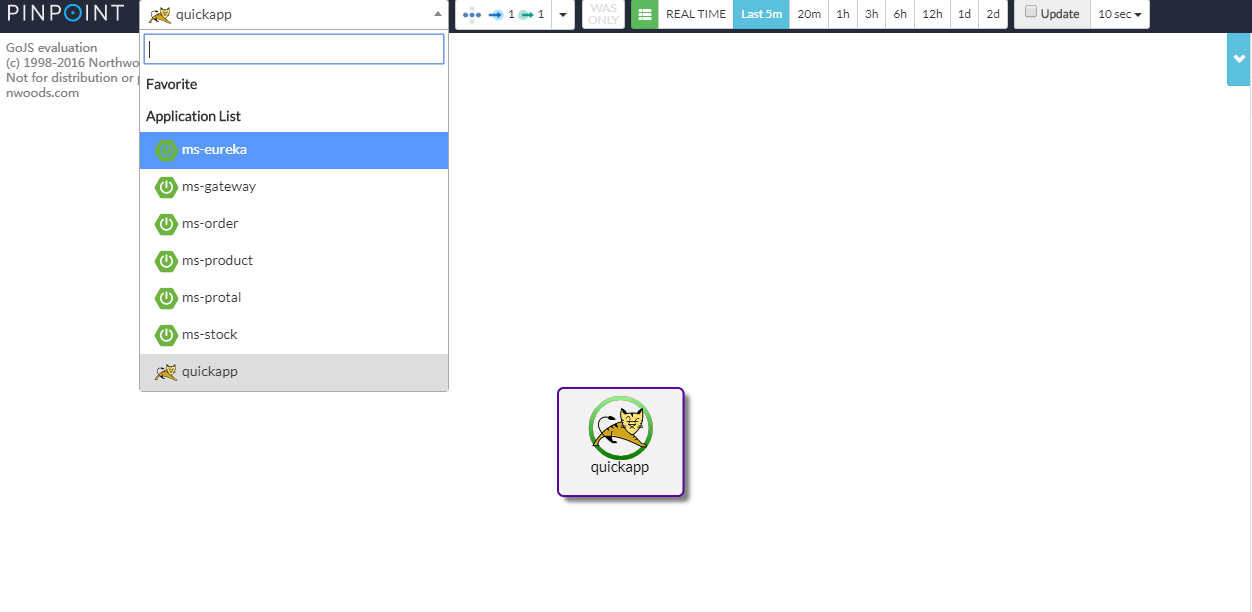 PINPOINT
quickapp
1
1
WAS ONLY
REAL TIME
Last 5m
20m
1h
3h
6h
12h
1d
2d
Update
10 sec
GoJS evaluation
(c) 1998-2016 Northwo
Not for distribution or
nwoods.com
Favorite
Application List
ms-eureka
ms-gateway
ms-order
ms-product
ms-protal
ms-stock
quickapp
quickapp